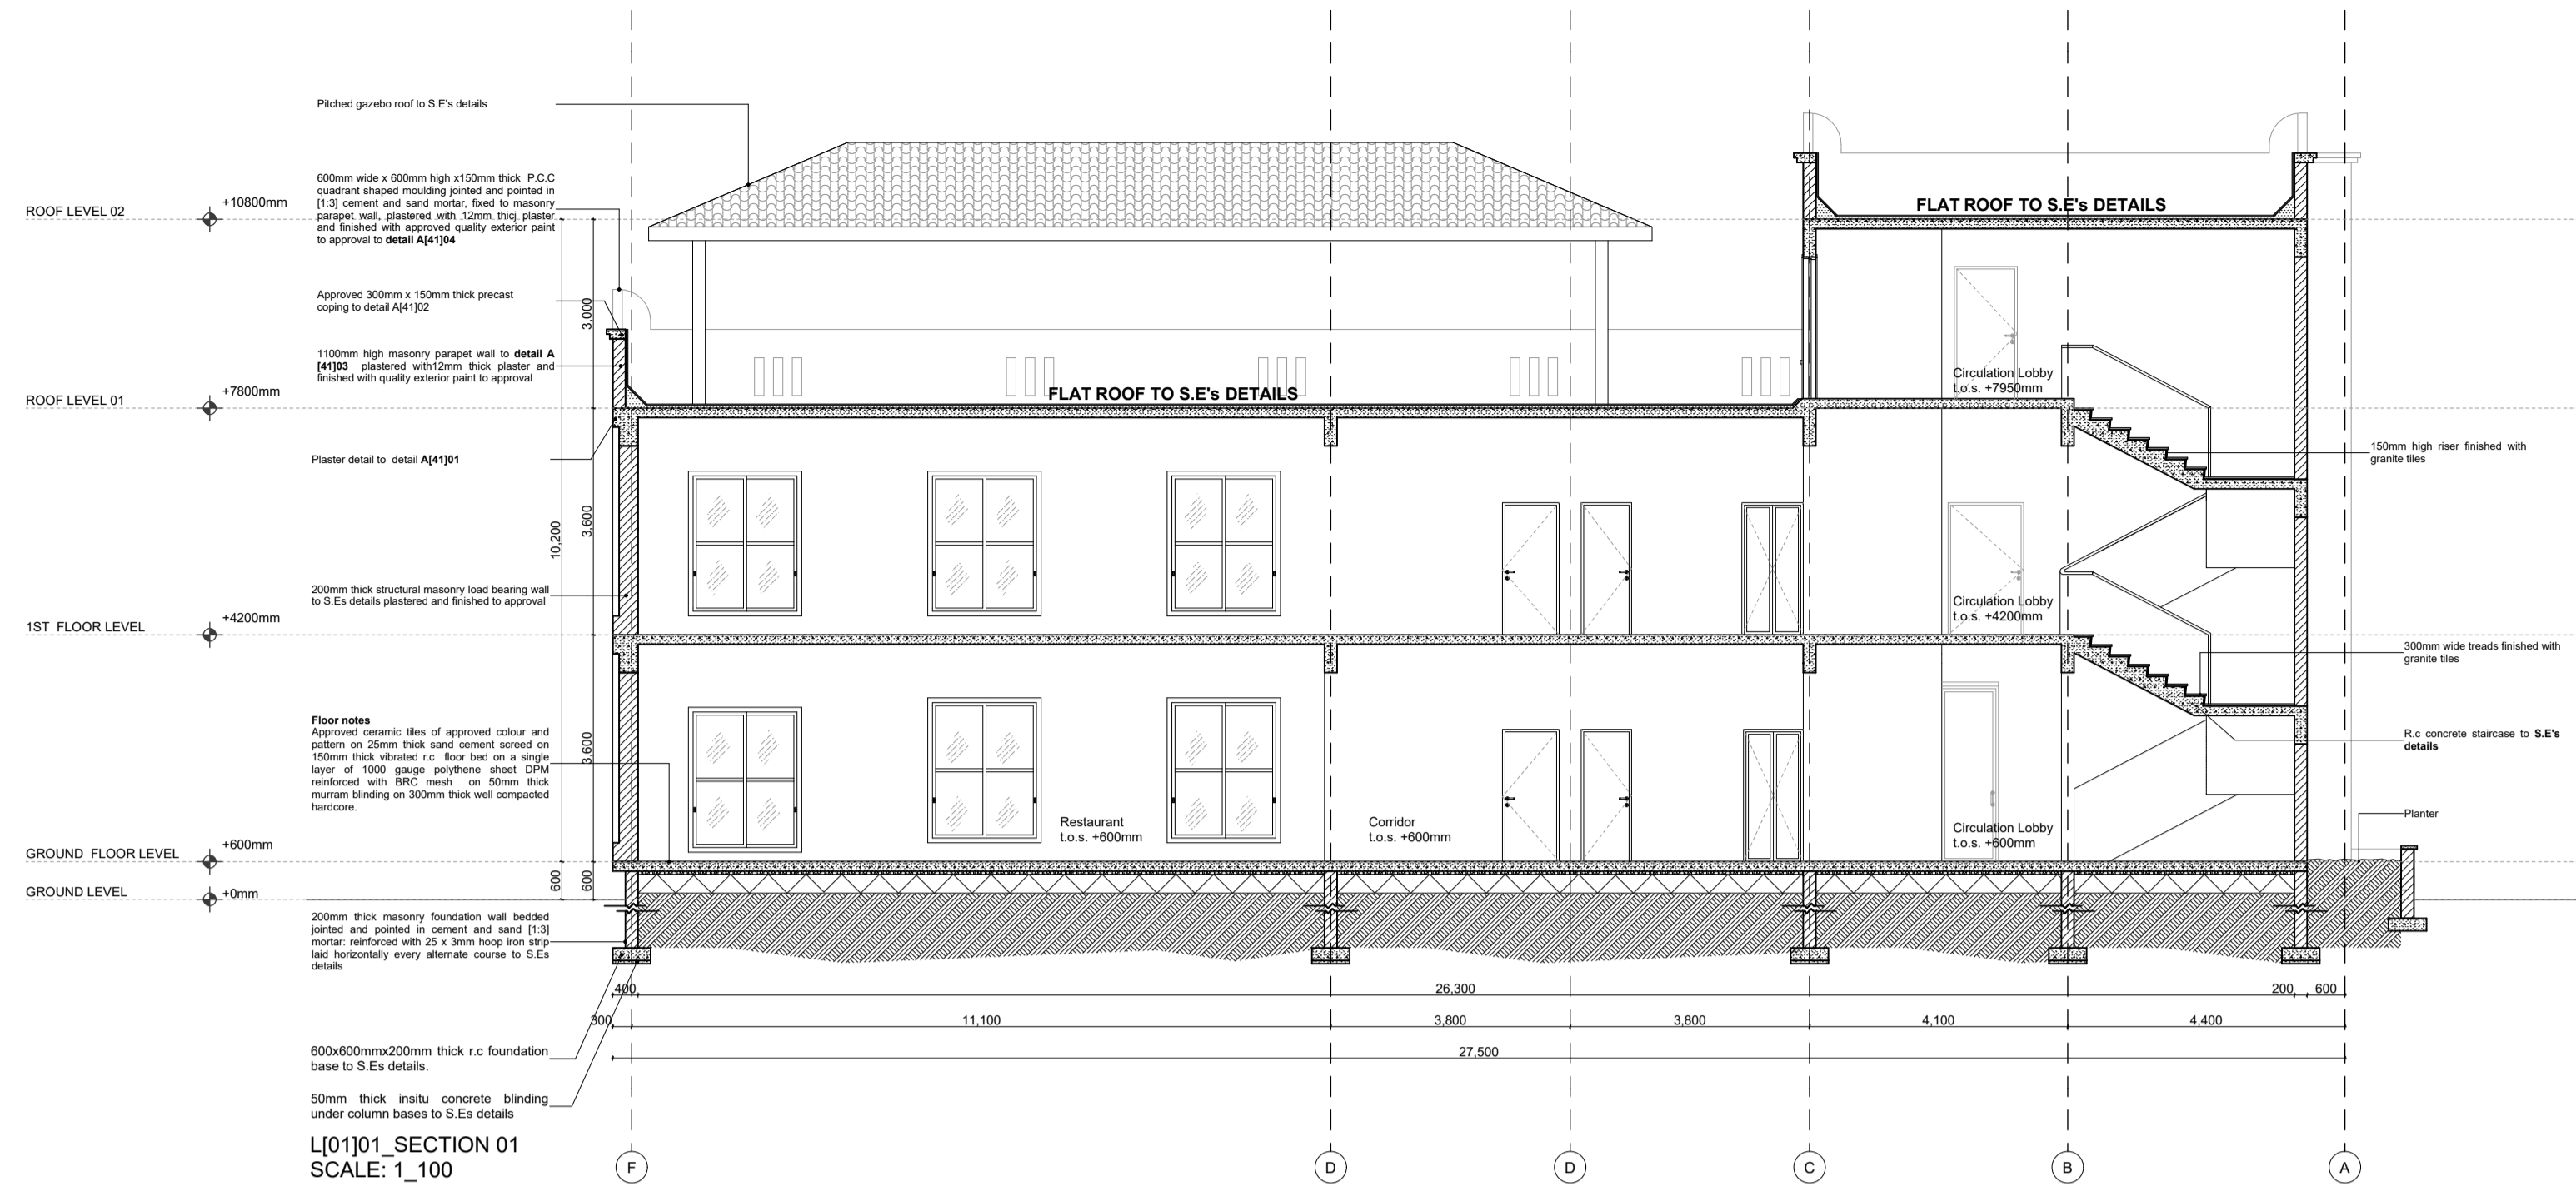 Pitched gazebo roof to S.E's details
600mm wide x 600mm high x150mm thick P.C.C
quadrant shaped moulding jointed and pointed in
[1:3] cement and sand mortar, fixed to masonry
parapet wall, plastered with 12mm thicj plaster
and finished with approved quality exterior paint
to approval to detail A[41]04
ROOF LEVEL 02
+10800mm
FLAT ROOF TO S.E's DETAILS
Approved 300mm x 150mm thick precast
coping to detail A[41]02
3,000
1100mm high masonry parapet wall to detail A
[41]03 plastered with12mm thick plaster and
finished with quality exterior paint to approval
Circulation Lobby
t.o.s. +7950mm
ROOF LEVEL 01
+7800mm
FLAT ROOF TO S.E's DETAILS
Plaster detail to detail A[41]01
150mm high riser finished with
granite tiles
10,200
3,600
200mm thick structural masonry load bearing wall
to S.Es details plastered and finished to approval
Circulation Lobby
t.o.s. +4200mm
1ST FLOOR LEVEL
+4200mm
300mm wide treads finished with
granite tiles
Floor notes
Approved ceramic tiles of approved colour and
pattern on 25mm thick sand cement screed on
150mm thick vibrated r.c floor bed on a single
layer of 1000 gauge polythene sheet DPM
reinforced with BRC mesh on 50mm thick
murram blinding on 300mm thick well compacted
hardcore.
3,600
R.c concrete staircase to S.E's
details
Planter
Restaurant
t.o.s. +600mm
Corridor
t.o.s. +600mm
Circulation Lobby
t.o.s. +600mm
GROUND FLOOR LEVEL
+600mm
600
600
GROUND LEVEL
+0mm
200mm thick masonry foundation wall bedded
jointed and pointed in cement and sand [1:3]
mortar: reinforced with 25 x 3mm hoop iron strip
laid horizontally every alternate course to S.Es
details
400
26,300
200
600
300
11,100
3,800
3,800
4,100
4,400
27,500
600x600mmx200mm thick r.c foundation
base to S.Es details.
50mm thick insitu concrete blinding
under column bases to S.Es details
L[01]01_SECTION 01
SCALE: 1_100
F
D
D
C
B
A